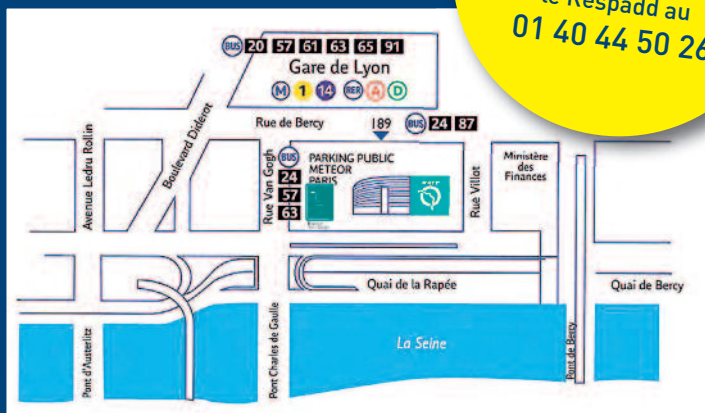 le Respadd au
01 40 44 50 26
BUS 20 57 61 63 65 91
Gare de Lyon
M 1 14 RER A D
Rue de Bercy
189
BUS 24 87
Avenue Ledru Rollin
Boulevard Diderot
Rue Van Gogh
BUS
24
57
63
PARKING PUBLIC
METEOR
PARIS
Rue Villot
Ministère
des
Finances
Quai de la Rapée
Quai de Bercy
Pont d'Austerlitz
Pont Charles de Gaulle
La Seine
Pont de Bercy